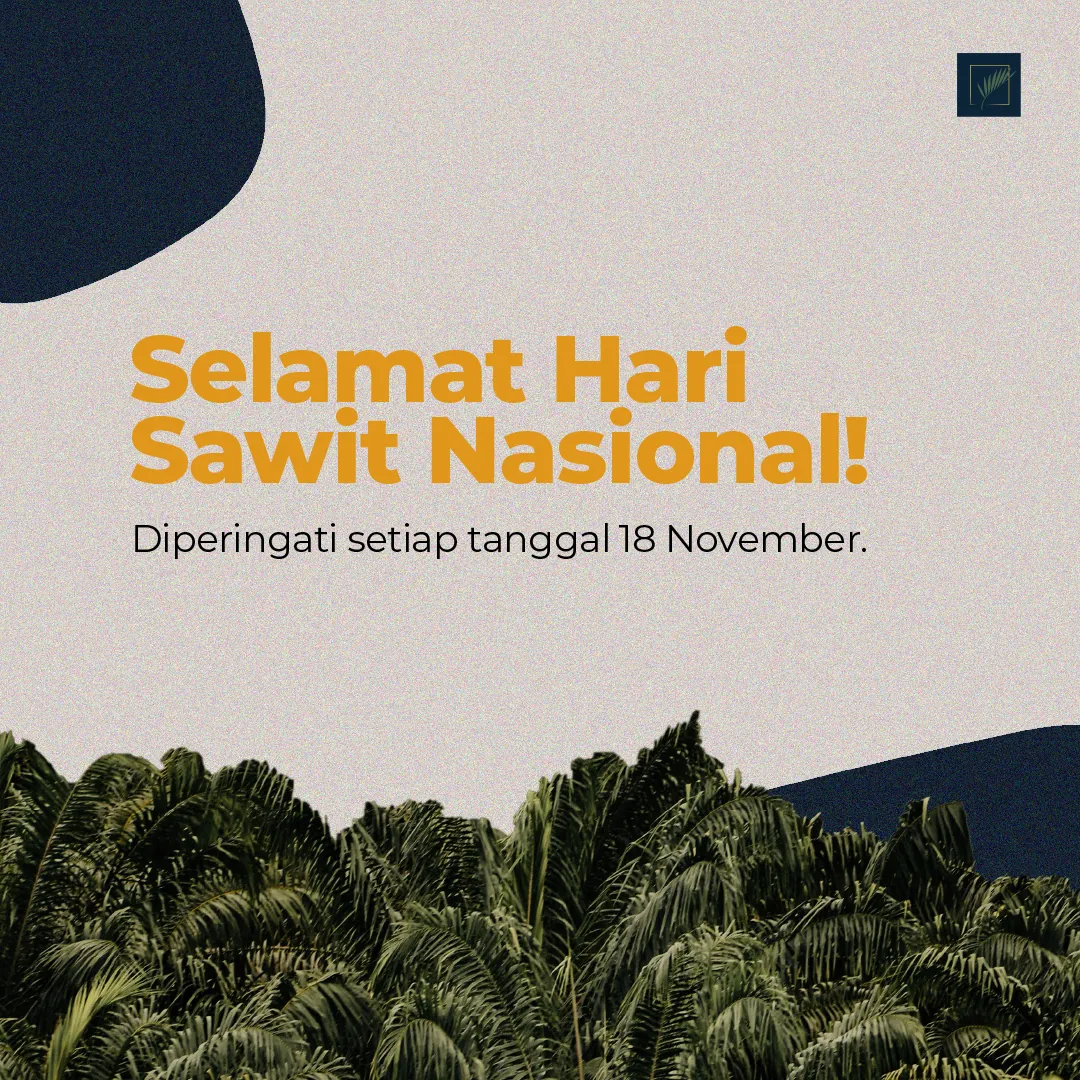 Selamat Hari
Sawit Nasional!
Diperingati setiap tanggal 18 November.